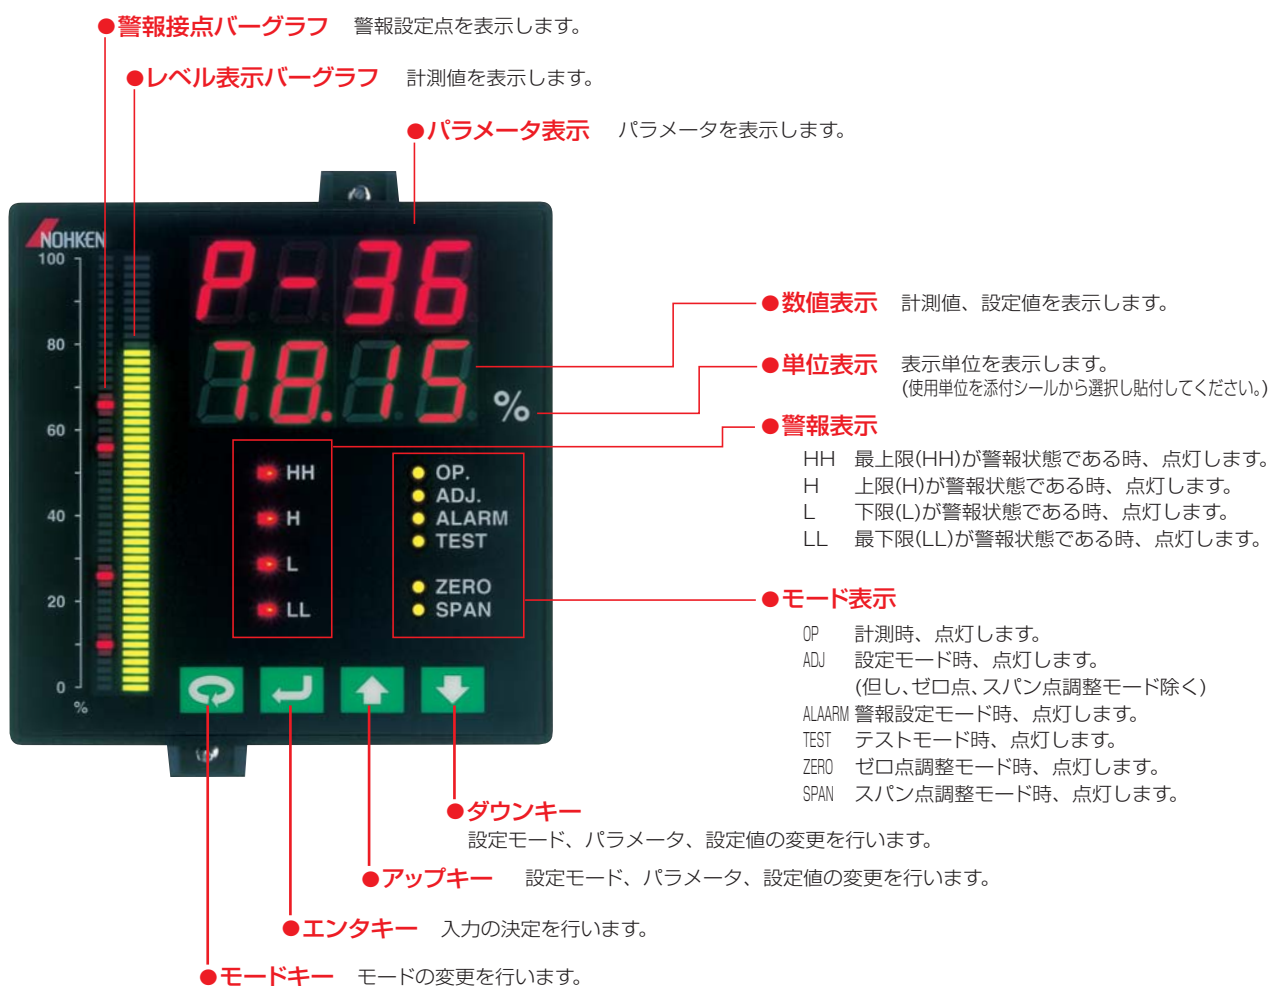 ●警報接点バーグラフ 警報設定点を表示します。
●レベル表示バーグラフ 計測値を表示します。
●パラメータ表示 パラメータを表示します。
NOHKEN
100
80
60
40
20
0
%
P-36
78.15
%
HH
H
L
LL
OP.
ADJ.
ALARM
TEST
ZERO
SPAN
●数値表示 計測値、設定値を表示します。
●単位表示 表示単位を表示します。
(使用単位を添付シールから選択し貼付してください。)
●警報表示
HH 最上限(HH)が警報状態である時、点灯します。
H 上限(H)が警報状態である時、点灯します。
L 下限(L)が警報状態である時、点灯します。
LL 最下限(LL)が警報状態である時、点灯します。
●モード表示
OP 計測時、点灯します。
ADJ 設定モード時、点灯します。
(但し、ゼロ点、スパン点調整モード除く)
ALAARM 警報設定モード時、点灯します。
TEST テストモード時、点灯します。
ZERO ゼロ点調整モード時、点灯します。
SPAN スパン点調整モード時、点灯します。
●ダウンキー
設定モード、パラメータ、設定値の変更を行います。
●アップキー 設定モード、パラメータ、設定値の変更を行います。
●エンタキー 入力の決定を行います。
●モードキー モードの変更を行います。